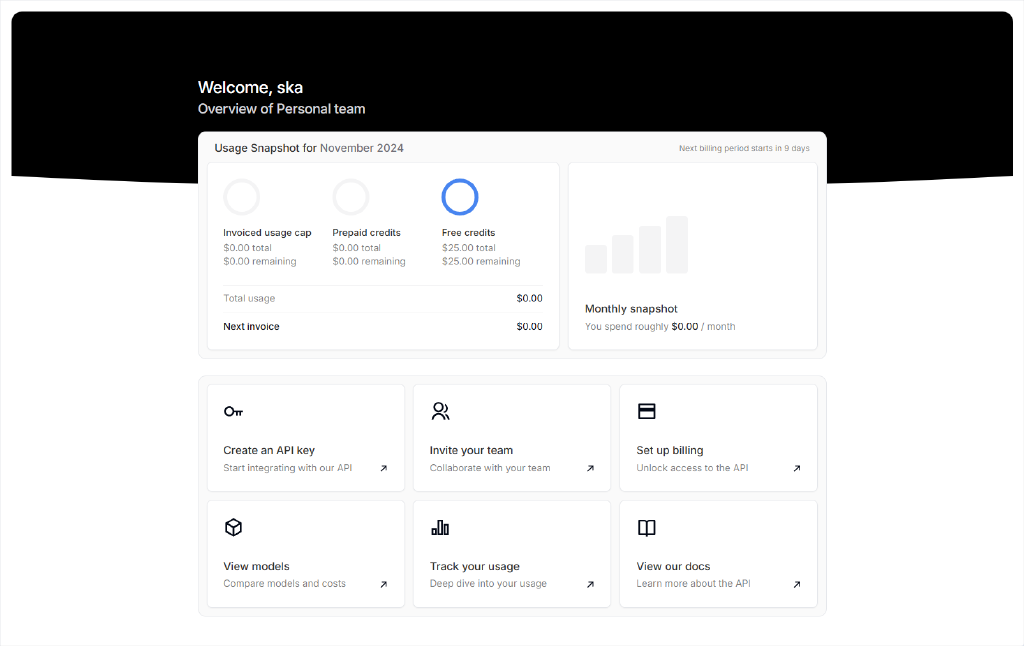 Welcome, ska
Overview of Personal team
Usage Snapshot for November 2024
Next billing period starts in 9 days
Invoiced usage cap
$0.00 total
$0.00 remaining
Prepaid credits
$0.00 total
$0.00 remaining
Free credits
$25.00 total
$25.00 remaining
Total usage
$0.00
Next invoice
$0.00
Monthly snapshot
You spend roughly $0.00 / month
Create an API key
Start integrating with our API
Invite your team
Collaborate with your team
Set up billing
Unlock access to the API
View models
Compare models and costs
Track your usage
Deep dive into your usage
View our docs
Learn more about the API